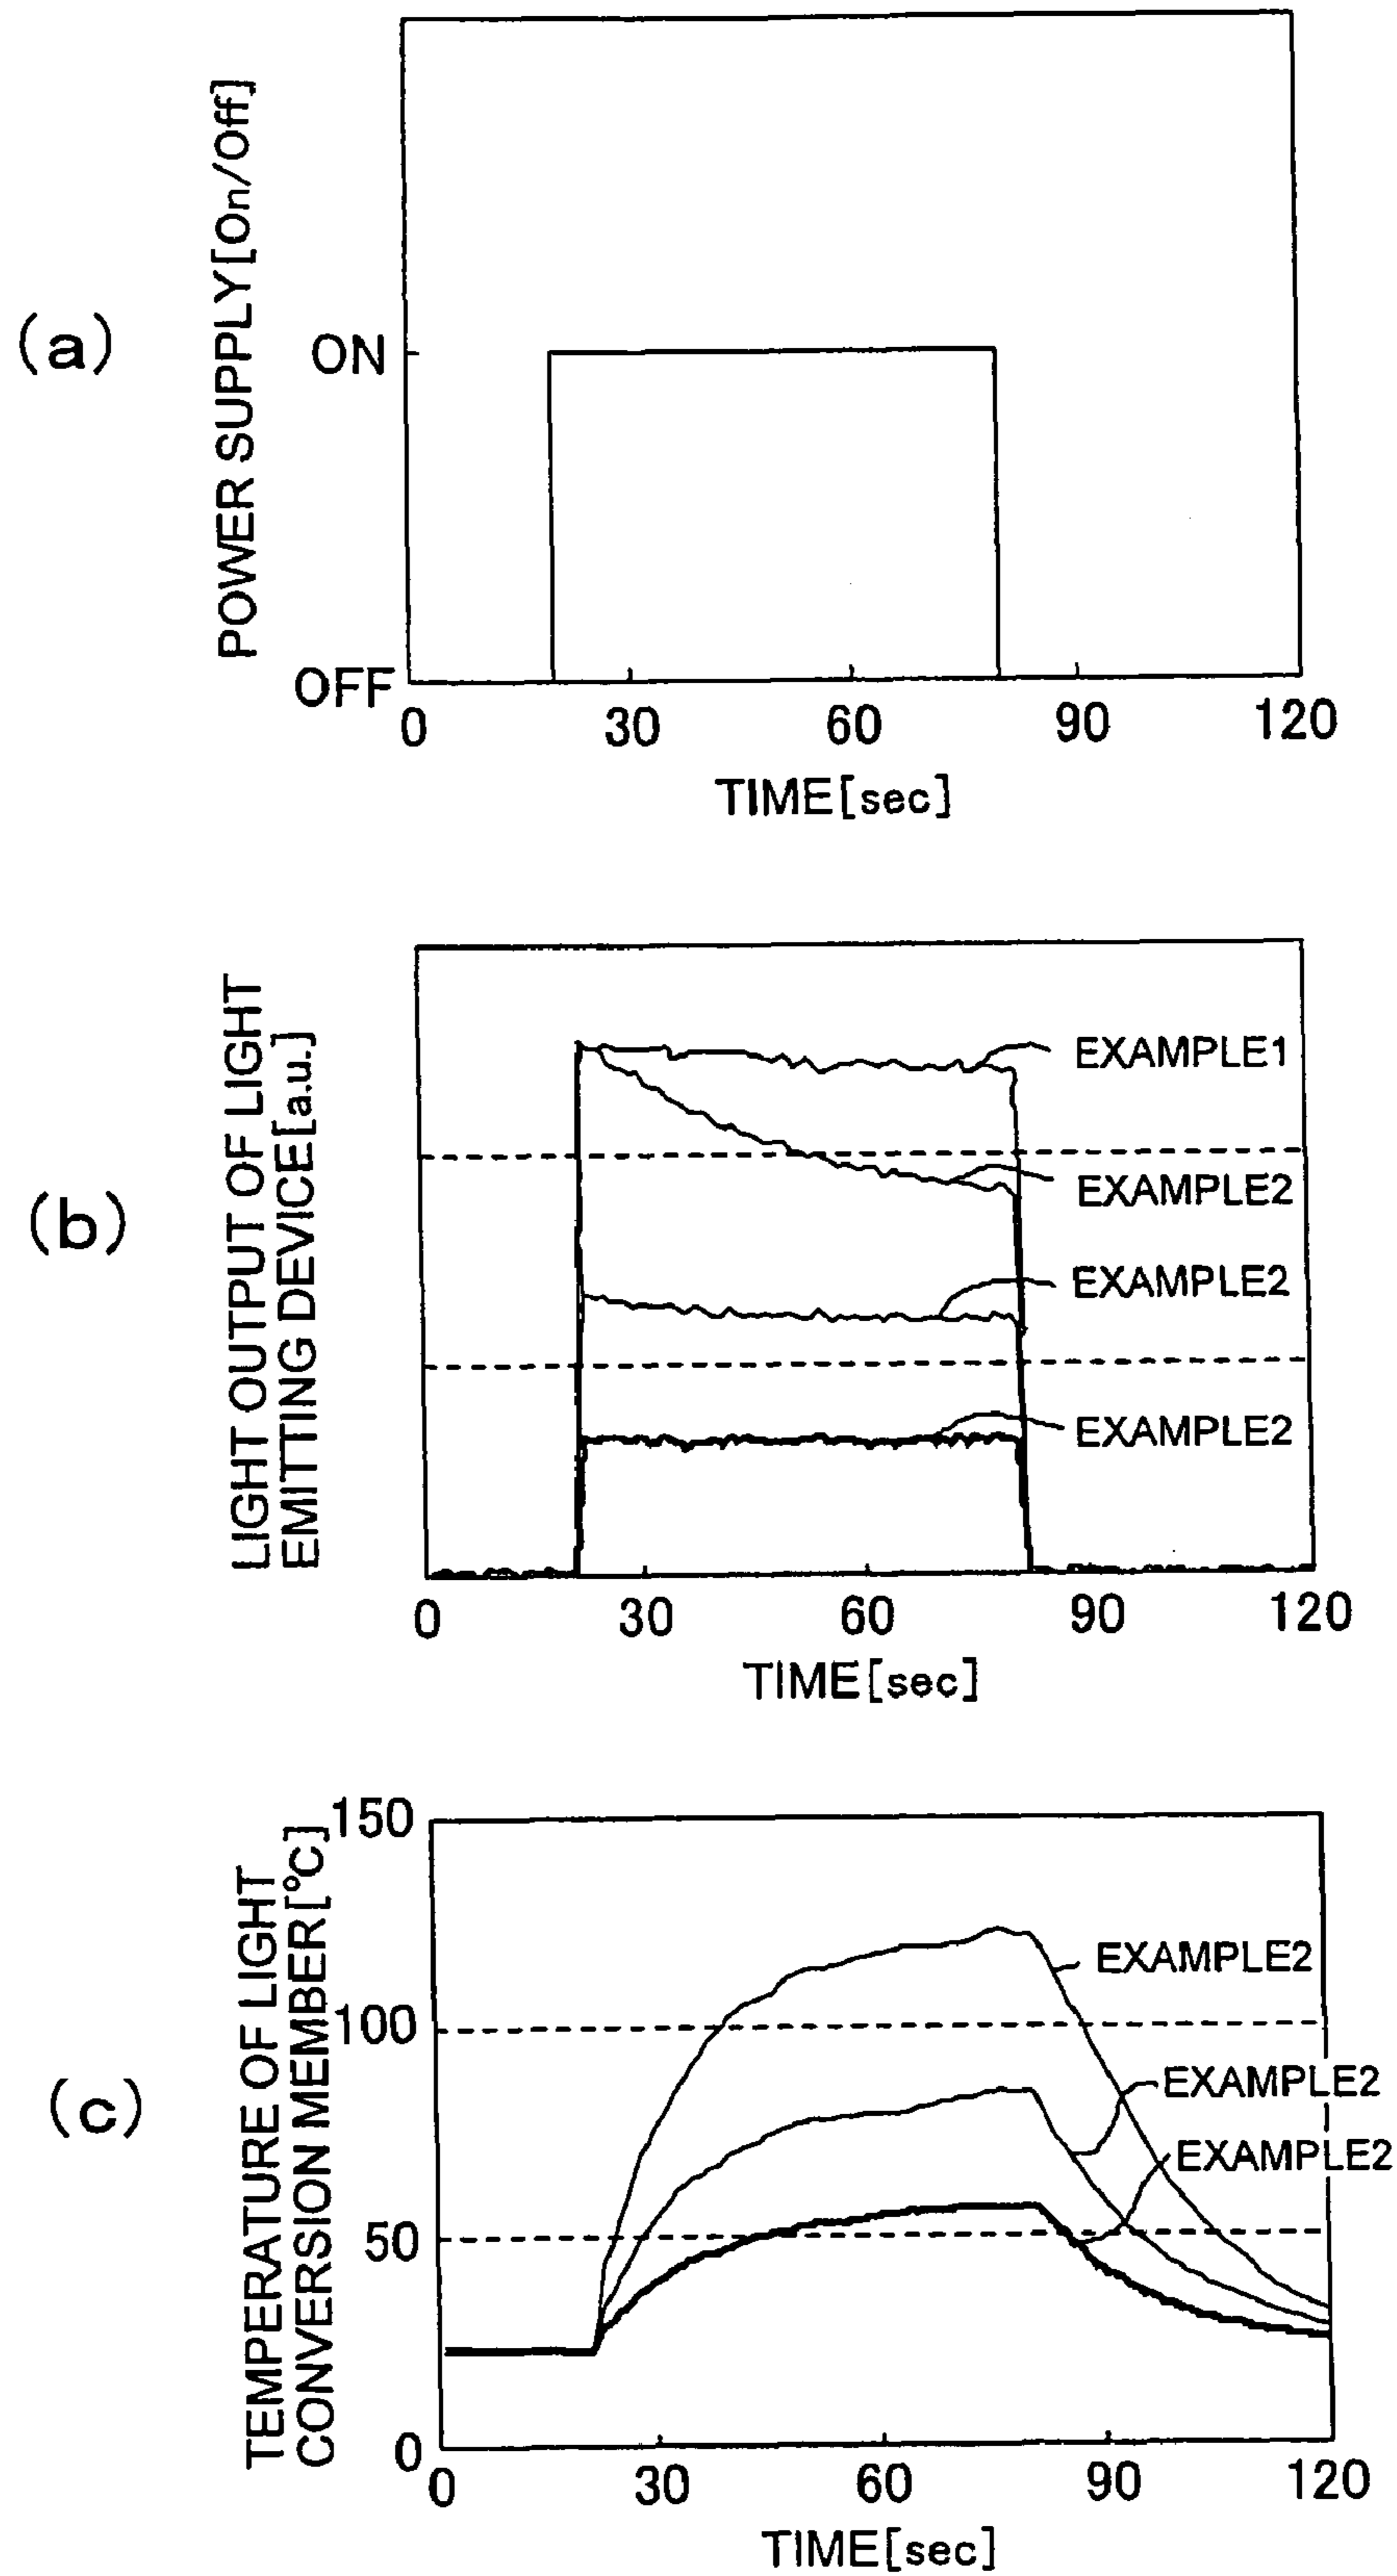 (a)
POWER SUPPLY[On/Off]
ON
OFF
0 30 60 90 120
TIME[sec]
(b)
LIGHT OUTPUT OF LIGHT
EMITTING DEVICE[a.u.]
EXAMPLE1
EXAMPLE2
EXAMPLE2
EXAMPLE2
0 30 60 90 120
TIME[sec]
(c)
TEMPERATURE OF LIGHT
CONVERSION MEMBER[°C]
150
100
50
0
EXAMPLE2
EXAMPLE2
EXAMPLE2
0 30 60 90 120
TIME[sec]